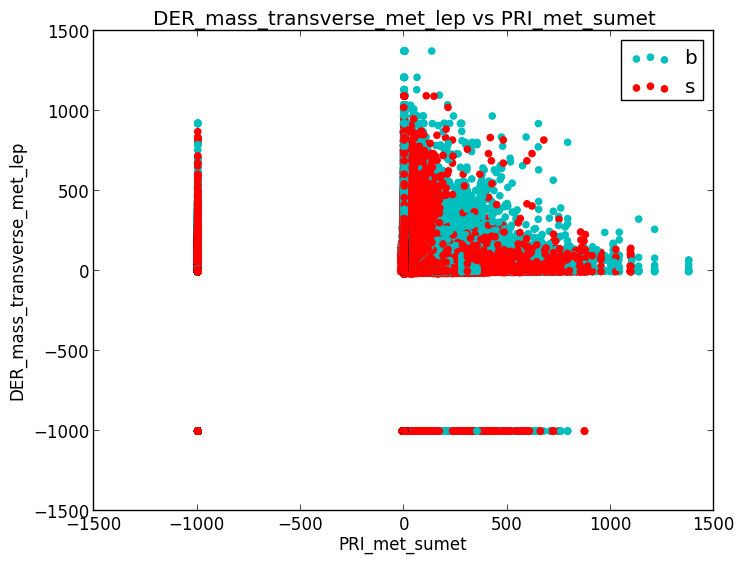 DER_mass_transverse_met_lep vs PRI_met_sumet
1500
1000
500
0
−500
−1000
−1500
DER_mass_transverse_met_lep
b
s
−1500
−1000
−500
0
500
1000
1500
PRI_met_sumet